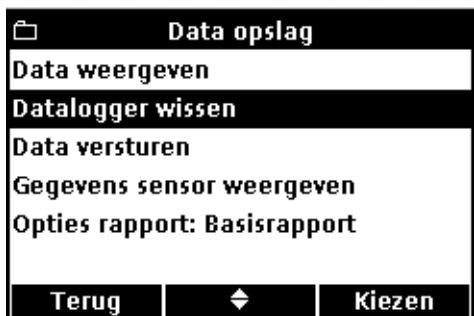 Data opslag
Data weergeven
Datalogger wissen
Data versturen
Gegevens sensor weergeven
Opties rapport: Basisrapport
Terug Kiezen